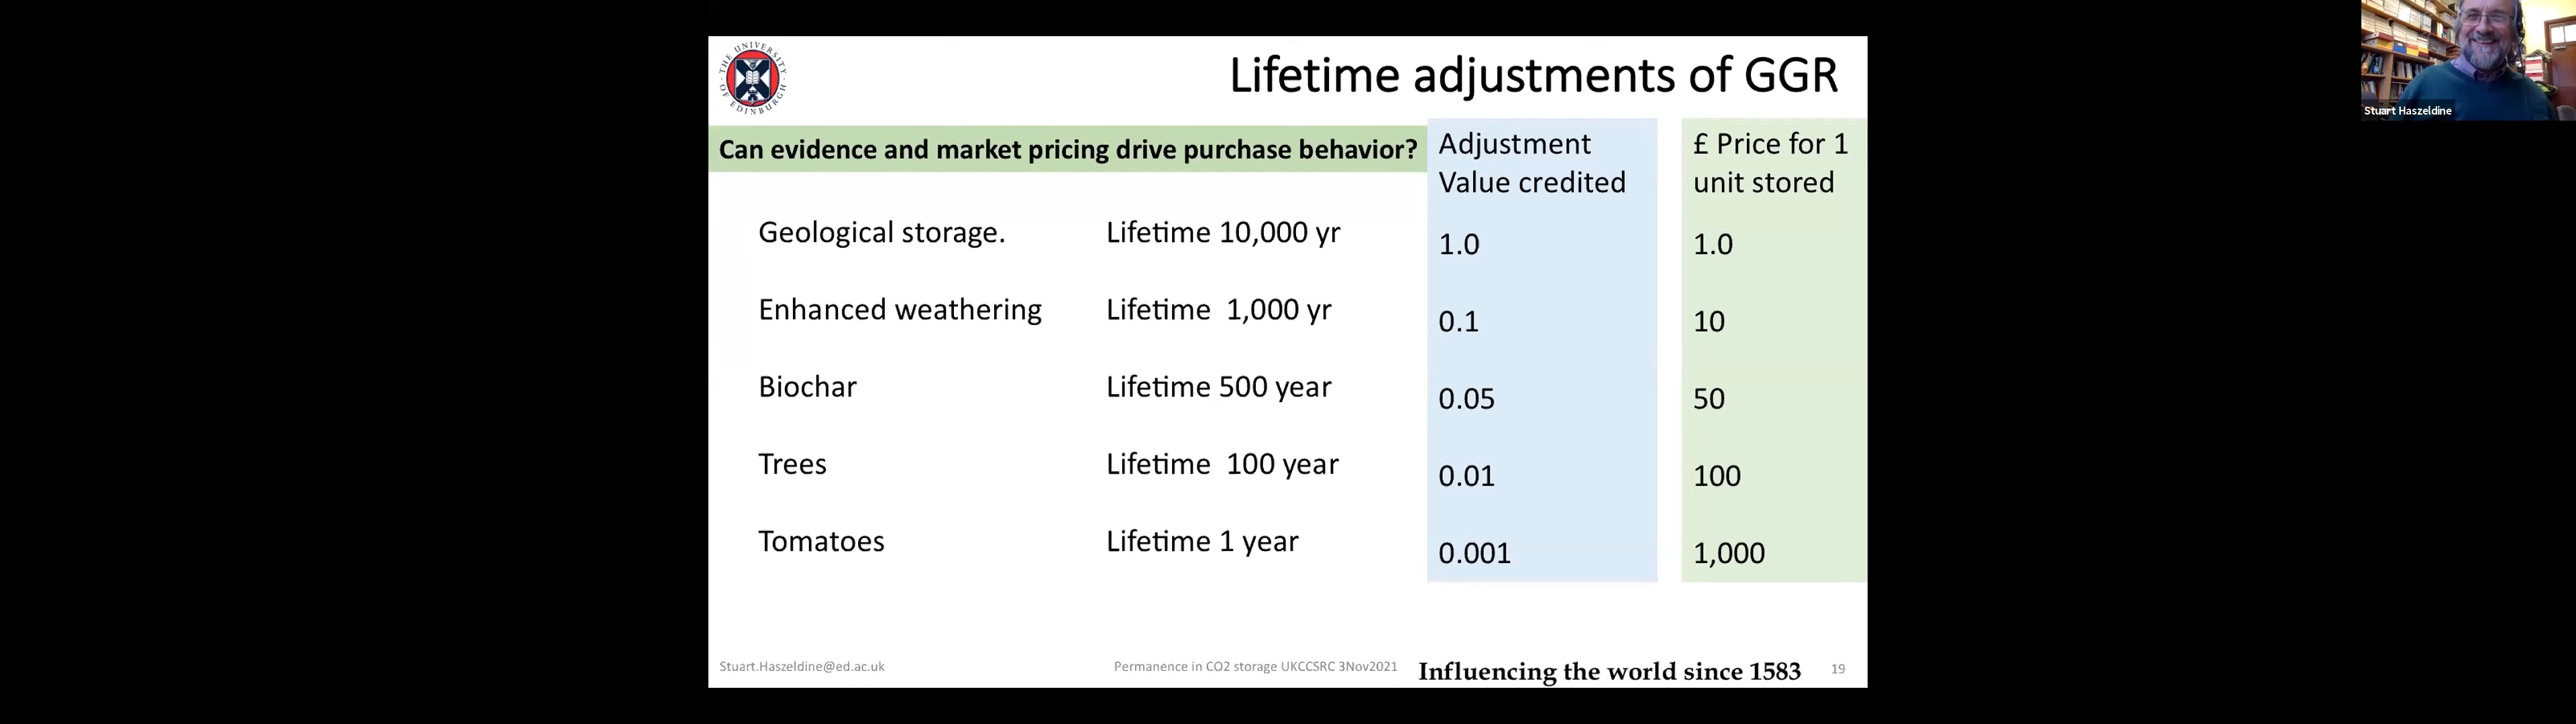 THE UNIVERSITY OF EDINBURGH
Lifetime adjustments of GGR
Stuart Haszeldine
Can evidence and market pricing drive purchase behavior?
Adjustment
Value credited
£ Price for 1
unit stored
Geological storage. Lifetime 10,000 yr 1.0 1.0
Enhanced weathering Lifetime 1,000 yr 0.1 10
Biochar Lifetime 500 year 0.05 50
Trees Lifetime 100 year 0.01 100
Tomatoes Lifetime 1 year 0.001 1,000
Stuart.Haszeldine@ed.ac.uk Permanence in CO2 storage UKCCSRC 3Nov2021 Influencing the world since 1583 19